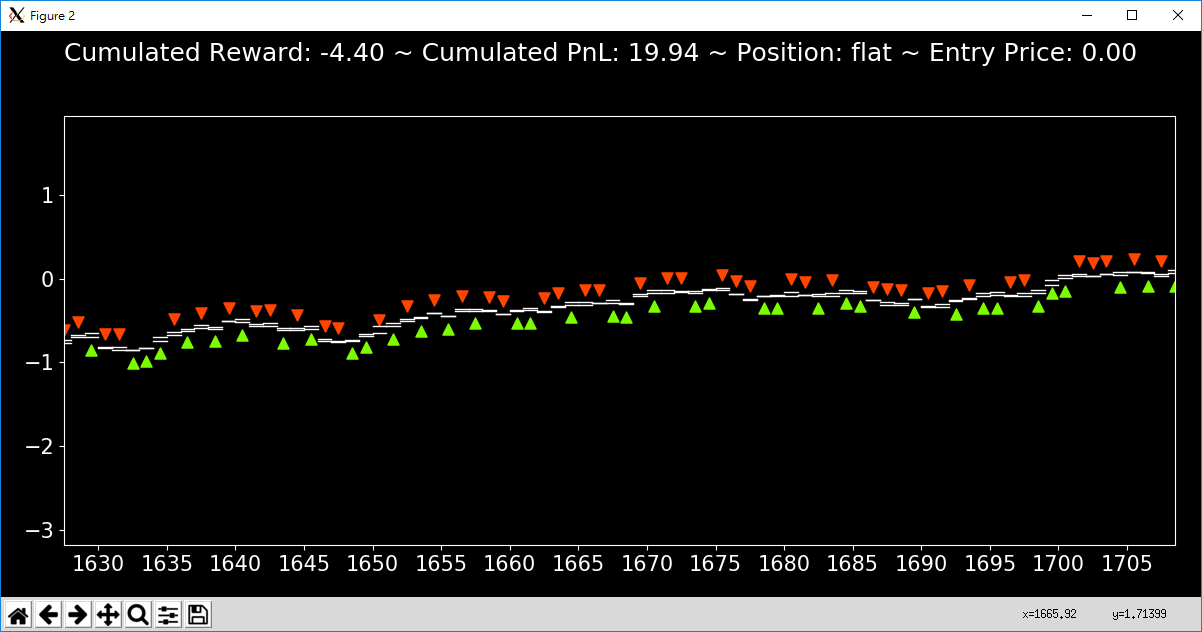 Figure 2
Cumulated Reward: -4.40 ~ Cumulated PnL: 19.94 ~ Position: flat ~ Entry Price: 0.00
1
0
−1
−2
−3
1630 1635 1640 1645 1650 1655 1660 1665 1670 1675 1680 1685 1690 1695 1700 1705
x=1665.92 y=1.71399